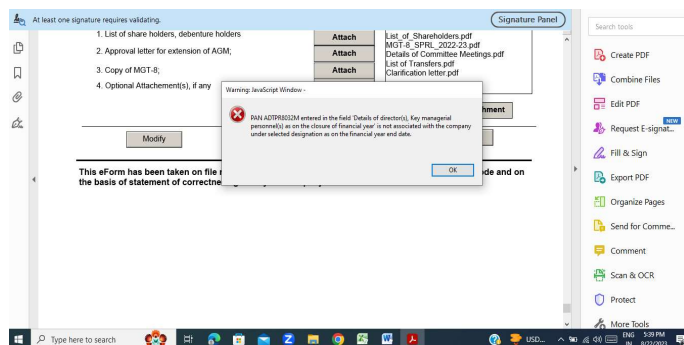 At least one signature requires validating.
Signature Panel
Search tools
1. List of share holders, debenture holders
Attach
List_of_Shareholders.pdf
MGT-8_SPRL_2022-23.pdf
2. Approval letter for extension of AGM;
Attach
Details of Committee Meetings.pdf
List of Transfers.pdf
3. Copy of MGT-8;
Attach
Clarification letter.pdf
4. Optional Attachement(s), if any
Warning: JavaScript Window -
PAN ADTPR8032M entered in the field 'Details of director(s), Key managerial
personnel(s) as on the closure of financial year' is not associated with the company
under selected designation as on the financial year end date.
OK
hment
Modify
This eForm has been taken on file
de and on
the basis of statement of correctne
Create PDF
Combine Files
Edit PDF
NEW
Request E-signat...
Fill & Sign
Export PDF
Organize Pages
Send for Comme...
Comment
Scan & OCR
Protect
More Tools
Type here to search
USD...
ENG
IN
5:39 PM
8/22/2023